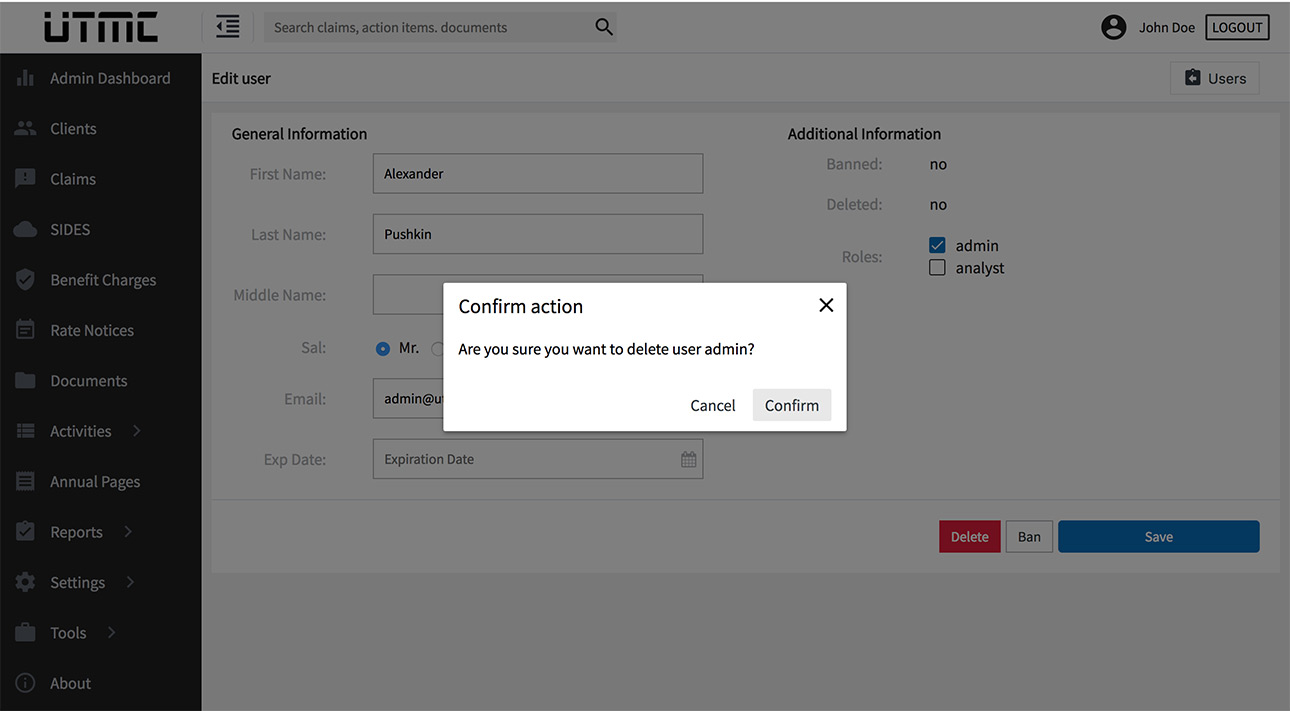 UTMC
Search claims, action items. documents
John Doe
LOGOUT
Admin Dashboard
Clients
Claims
SIDES
Benefit Charges
Rate Notices
Documents
Activities
Annual Pages
Reports
Settings
Tools
About
Edit user
Users
General Information
First Name: Alexander
Last Name: Pushkin
Middle Name:
Sal: Mr.
Email: admin@ut
Exp Date: Expiration Date
Additional Information
Banned: no
Deleted: no
Roles: admin
analyst
Confirm action
Are you sure you want to delete user admin?
Cancel Confirm
Delete Ban Save